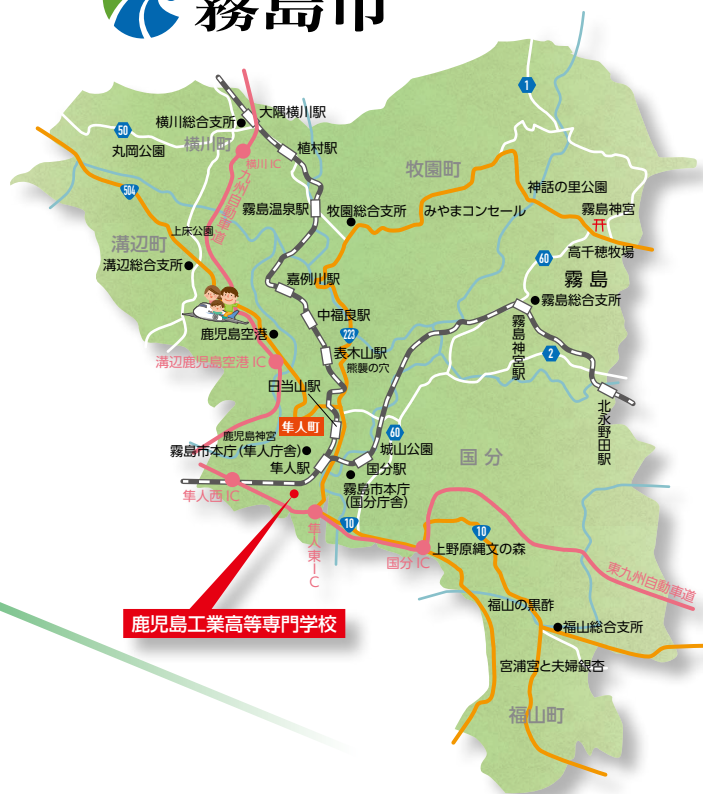 霧島市
1
大隅横川駅
横川総合支所
50
横川町
植村駅
丸岡公園
横川IC
牧園町
九州自動車道
504
神話の里公園
霧島温泉駅
牧園総合支所
みやまコンセール
霧島神宮
上床公園
溝辺町
高千穂牧場
60
溝辺総合支所
嘉例川駅
霧島
霧島総合支所
中福良駅
鹿児島空港
223
霧島神宮駅
表木山駅
2
溝辺鹿児島空港IC
熊襲の穴
日当山駅
北永野田駅
隼人町
鹿児島神宮
60
城山公園
霧島市本庁(隼人庁舎)
国分
隼人駅
国分駅
隼人西IC
霧島市本庁
(国分庁舎)
隼人東IC
10
10
上野原縄文の森
国分IC
東九州自動車道
福山の黒酢
鹿児島工業高等専門学校
福山総合支所
宮浦宮と夫婦銀杏
福山町